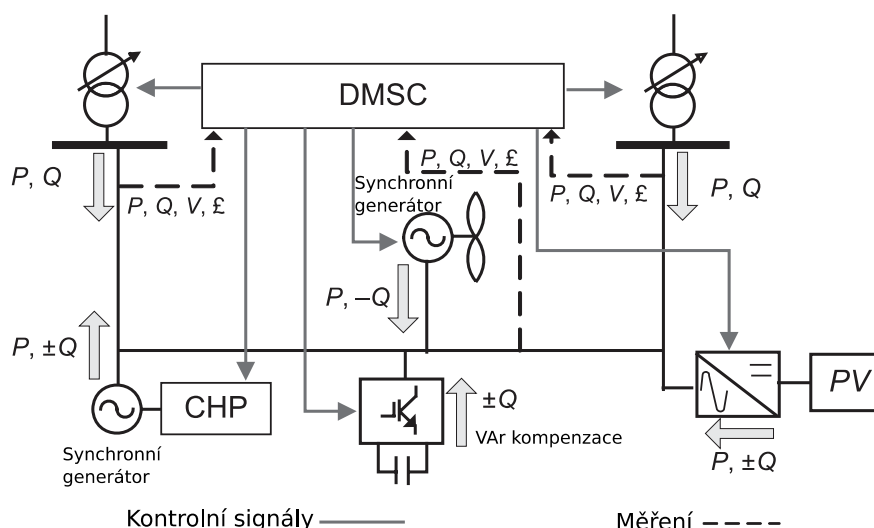 DMSC
P, Q
P, Q, V, £
P, Q, V, £
P, Q, V, £
P, Q
Synchronní
generátor
P, –Q
P, ±Q
CHP
±Q
VAr kompenzace
PV
P, ±Q
Synchronní
generátor
Kontrolní signály
Měření